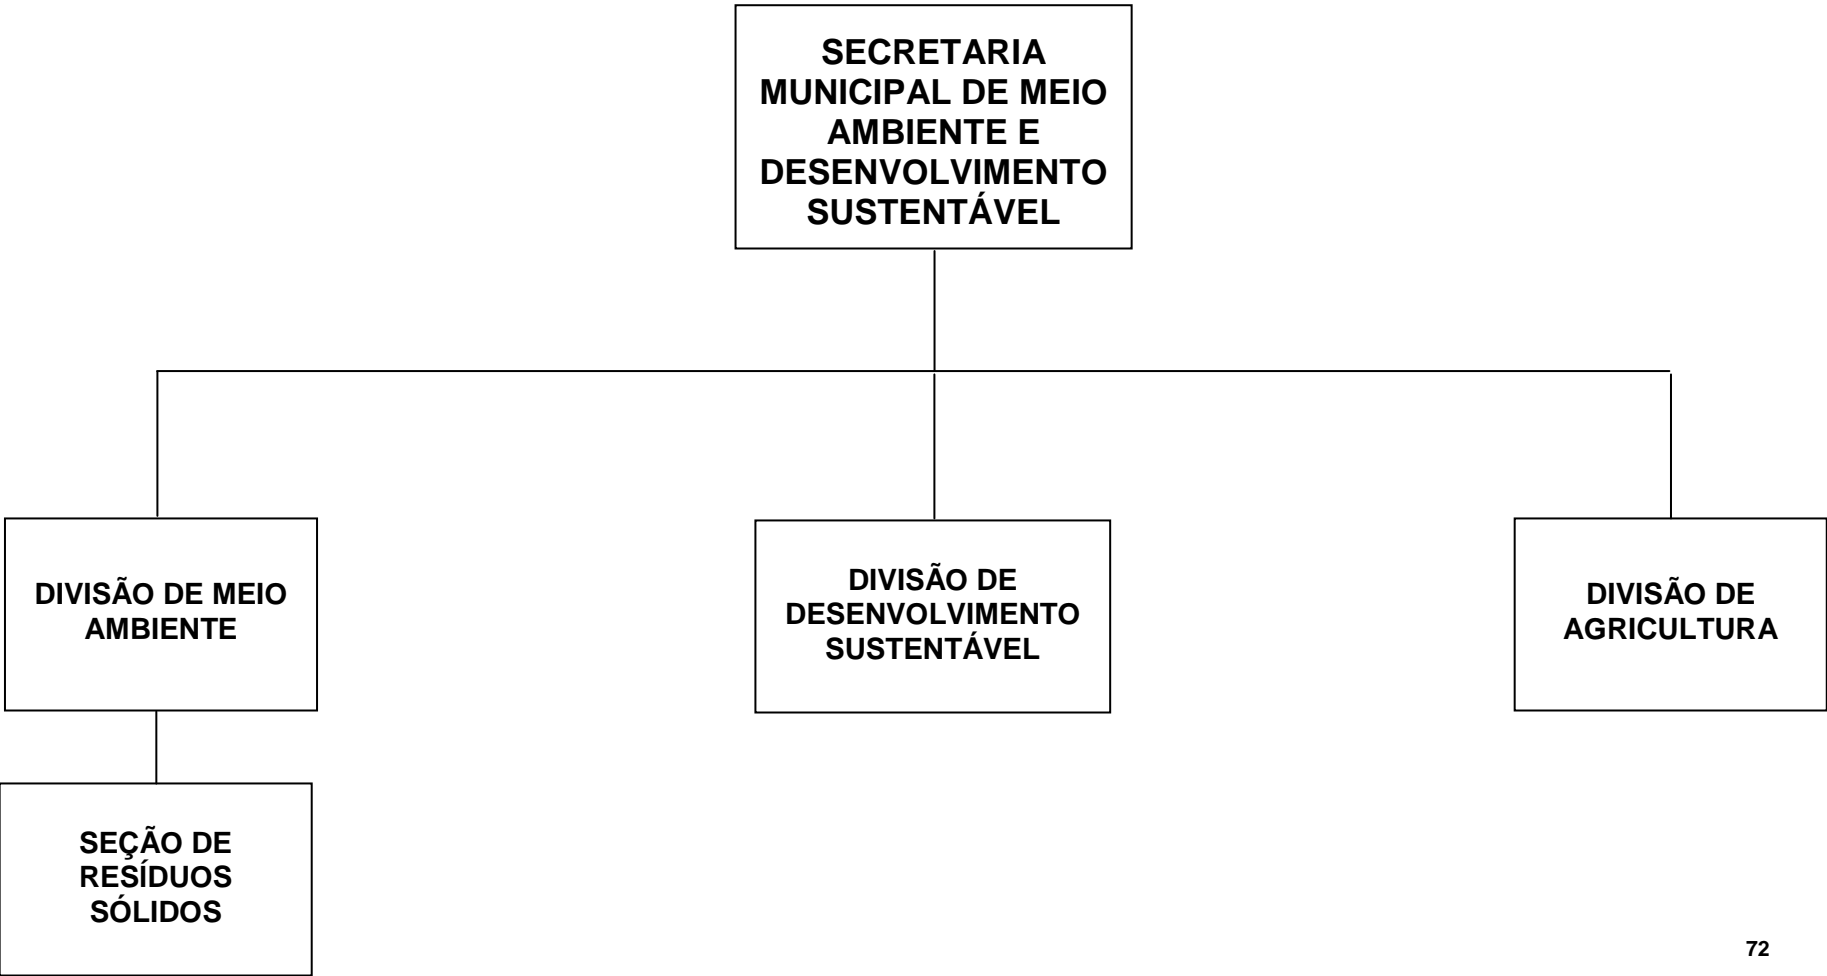 SECRETARIA
MUNICIPAL DE MEIO
AMBIENTE E
DESENVOLVIMENTO
SUSTENTÁVEL
DIVISÃO DE MEIO
AMBIENTE
DIVISÃO DE
DESENVOLVIMENTO
SUSTENTÁVEL
DIVISÃO DE
AGRICULTURA
SEÇÃO DE
RESÍDUOS
SÓLIDOS
72